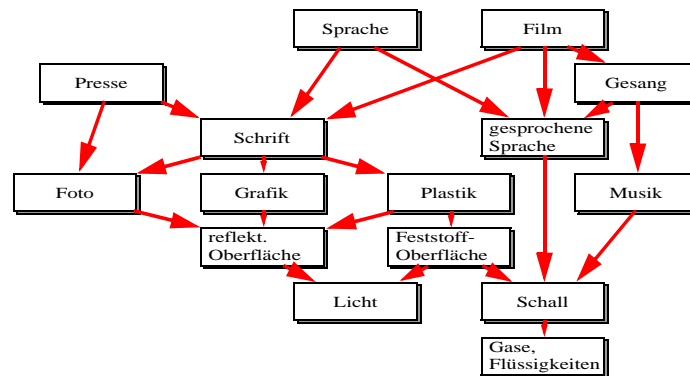 Sprache
Film
Presse
Gesang
Schrift
gesprochene
Sprache
Foto
Grafik
Plastik
Musik
reflekt.
Oberfläche
Feststoff-
Oberfläche
Licht
Schall
Gase,
Flüssigkeiten